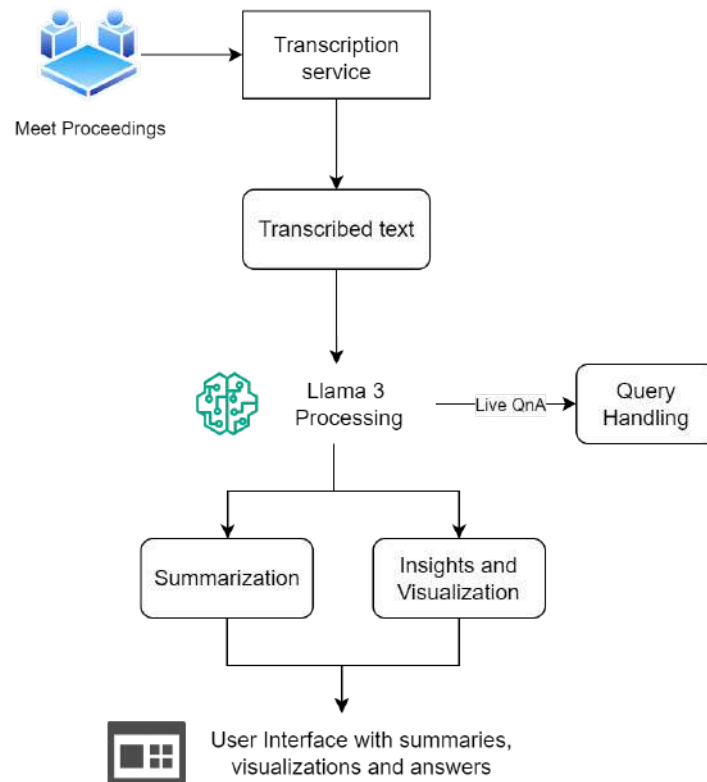 Transcription
service
Meet Proceedings
Transcribed text
Llama 3
Processing
Live QnA
Query
Handling
Summarization
Insights and
Visualization
User Interface with summaries,
visualizations and answers